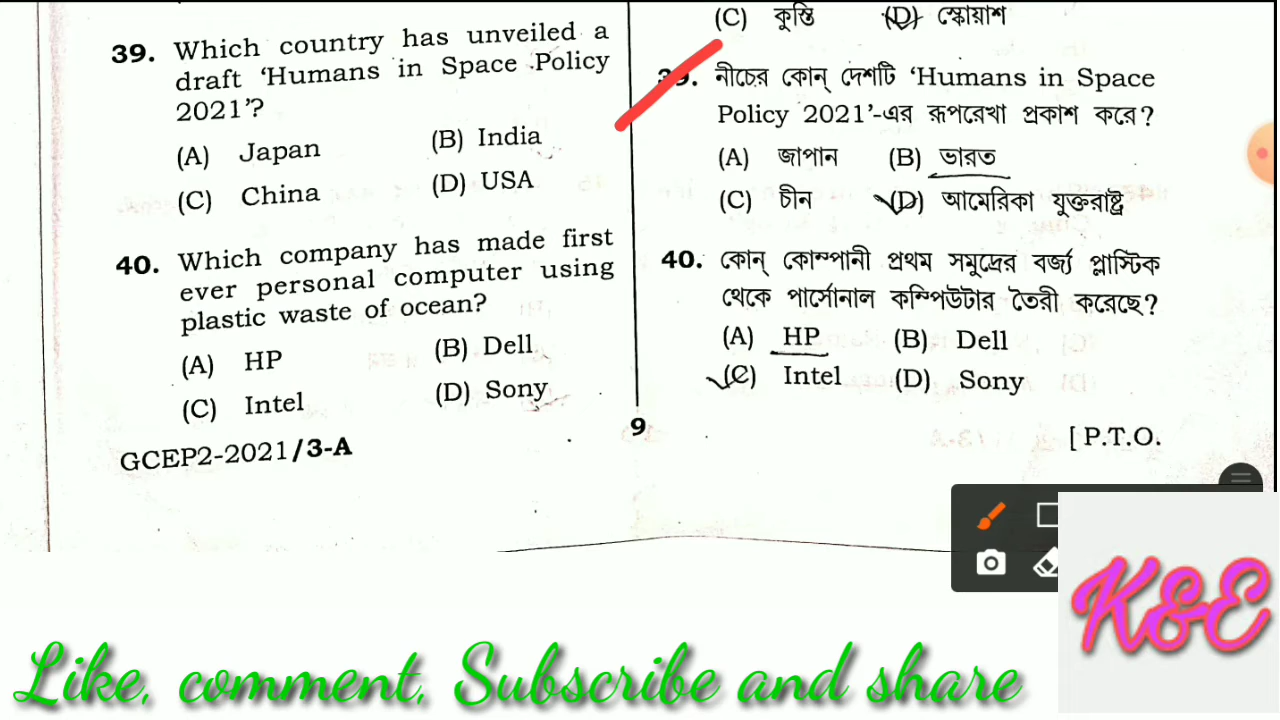 39. Which country has unveiled a
draft 'Humans in Space Policy
2021'?
(A) Japan (B) India
(C) China (D) USA
40. Which company has made first
ever personal computer using
plastic waste of ocean?
(A) HP (B) Dell
(C) Intel (D) Sony
GCEP2-2021/3-A
(C) কুস্তি (D) স্কোয়াশ
39. নীচের কোন্ দেশটি 'Humans in Space
Policy 2021'-এর রূপরেখা প্রকাশ করে?
(A) জাপান (B) ভারত
(C) চীন (D) আমেরিকা যুক্তরাষ্ট্র
40. কোন্ কোম্পানী প্রথম সমুদ্রের বর্জ্য প্লাস্টিক
থেকে পার্সোনাল কম্পিউটার তৈরী করেছে?
(A) HP (B) Dell
(C) Intel (D) Sony
9
[ P.T.O.
K&E
Like, comment, Subscribe and share